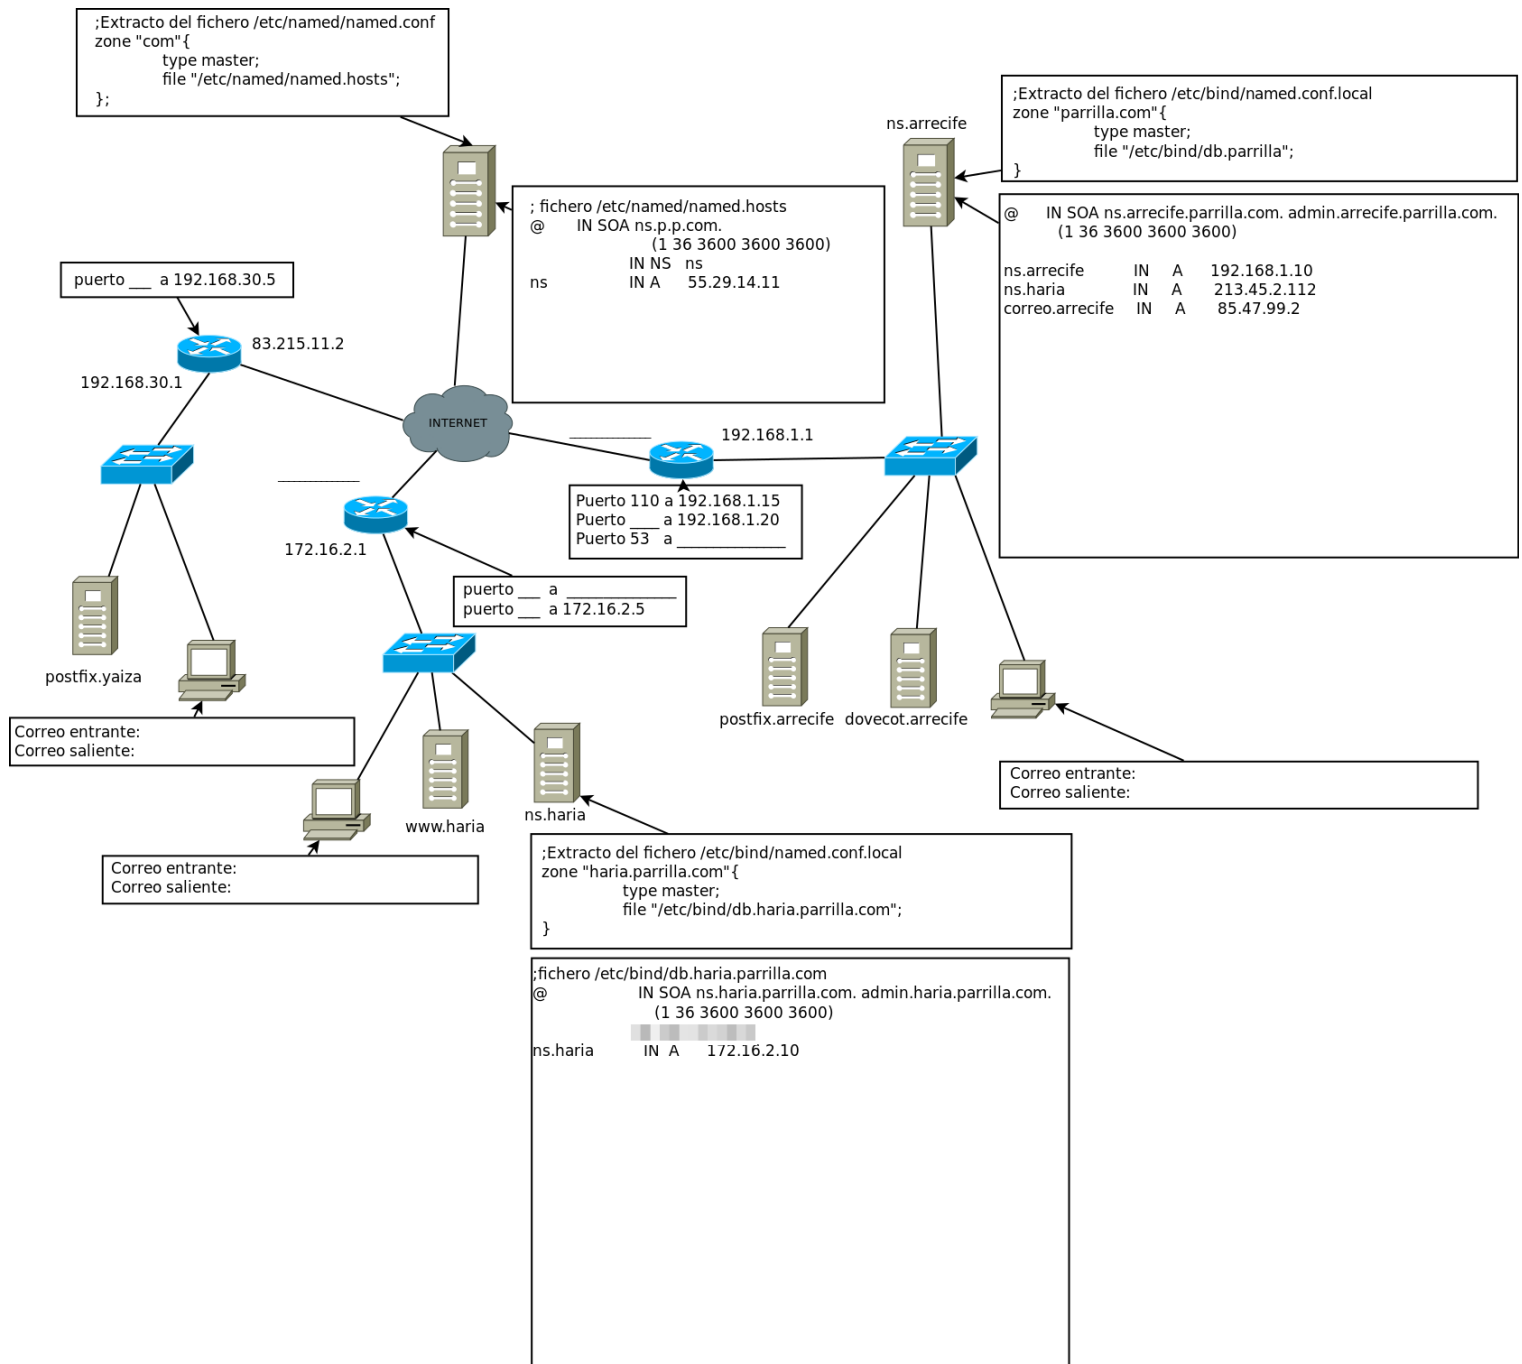 ;Extracto del fichero /etc/named/named.conf
zone "com"{
type master;
file "/etc/named/named.hosts";
};
ns.arrecife
;Extracto del fichero /etc/bind/named.conf.local
zone "parrilla.com"{
type master;
file "/etc/bind/db.parrilla";
}
; fichero /etc/named/named.hosts
@ IN SOA ns.p.p.com.
(1 36 3600 3600 3600)
IN NS ns
ns IN A 55.29.14.11
@ IN SOA ns.arrecife.parrilla.com. admin.arrecife.parrilla.com.
(1 36 3600 3600 3600)
ns.arrecife IN A 192.168.1.10
ns.haria IN A 213.45.2.112
correo.arrecife IN A 85.47.99.2
puerto ___ a 192.168.30.5
83.215.11.2
192.168.30.1
INTERNET
____________
192.168.1.1
____________
172.16.2.1
Puerto 110 a 192.168.1.15
Puerto ____ a 192.168.1.20
Puerto 53 a _______________
puerto ___ a _______________
puerto ___ a 172.16.2.5
postfix.yaiza
Correo entrante:
Correo saliente:
postfix.arrecife
dovecot.arrecife
Correo entrante:
Correo saliente:
www.haria
ns.haria
Correo entrante:
Correo saliente:
;Extracto del fichero /etc/bind/named.conf.local
zone "haria.parrilla.com"{
type master;
file "/etc/bind/db.haria.parrilla.com";
}
;fichero /etc/bind/db.haria.parrilla.com
@ IN SOA ns.haria.parrilla.com. admin.haria.parrilla.com.
(1 36 3600 3600 3600)
ns.haria IN A 172.16.2.10